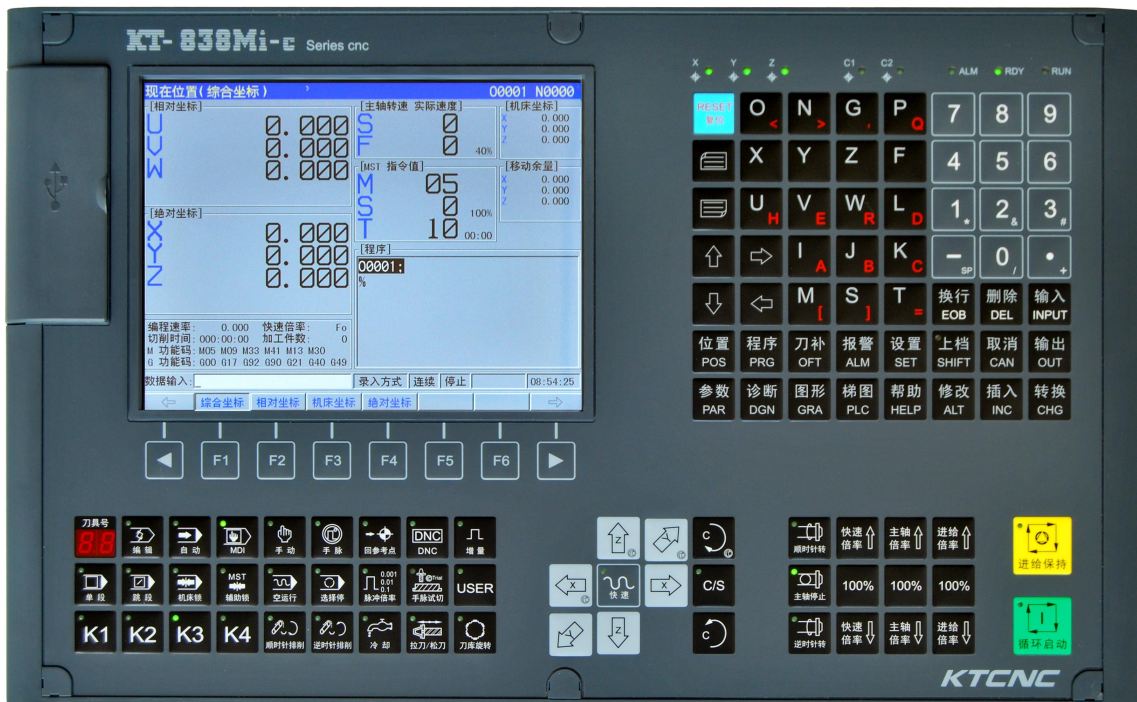 KT-838Mi-c Series cnc
现在位置(综合坐标) O0001 N0000
[相对坐标]
U 0.000
V 0.000
W 0.000
[绝对坐标]
X 0.000
Y 0.000
Z 0.000
[主轴转速 实际速度]
S 0
F 0 40%
[MST 指令值]
M 05
S 0 100%
T 10 00:00
[机床坐标]
X 0.000
Y 0.000
Z 0.000
[移动余量]
X 0.000
Y 0.000
Z 0.000
[程序]
O0001:
%
编程速率: 0.000 快速倍率: Fo
切削时间: 000:00:00 加工件数: 0
M 功能码: M05 M09 M33 M41 M13 M30
G 功能码: G00 G17 G92 G90 G21 G40 G49
数据输入:_ 录入方式 连续 停止 08:54:25
综合坐标 相对坐标 机床坐标 绝对坐标
F1 F2 F3 F4 F5 F6
X Y Z C1 C2 ALM RDY RUN
RESET O < N > G , P Q 7 8 9
复位
X Y Z F 4 5 6
U H V E W R L D 1 * 2 & 3 #
I A J B K C - SP 0 / . +
M [ S ] T = 换行 EOB 删除 DEL 输入 INPUT
位置 POS 程序 PRG 刀补 OFT 报警 ALM 设置 SET 上档 SHIFT 取消 CAN 输出 OUT
参数 PAR 诊断 DGN 图形 GRA 梯图 PLC 帮助 HELP 修改 ALT 插入 INC 转换 CHG
刀具号 88 编辑 自动 MDI 手动 手脉 回参考点 DNC DNC 增量
单段 跳段 机床锁 MST 辅助锁 空运行 选择停 0.001 0.01 0.1 脉冲倍率 Trial 手脉试切 USER
K1 K2 K3 K4 顺时针排削 逆时针排削 冷却 拉刀/松刀 刀库旋转
Z C
X 快速 X C/S
Z C
顺时针转 快速倍率 主轴倍率 进给倍率
主轴停止 100% 100% 100%
逆时针转 快速倍率 主轴倍率 进给倍率
进给保持
循环启动
KTCNC